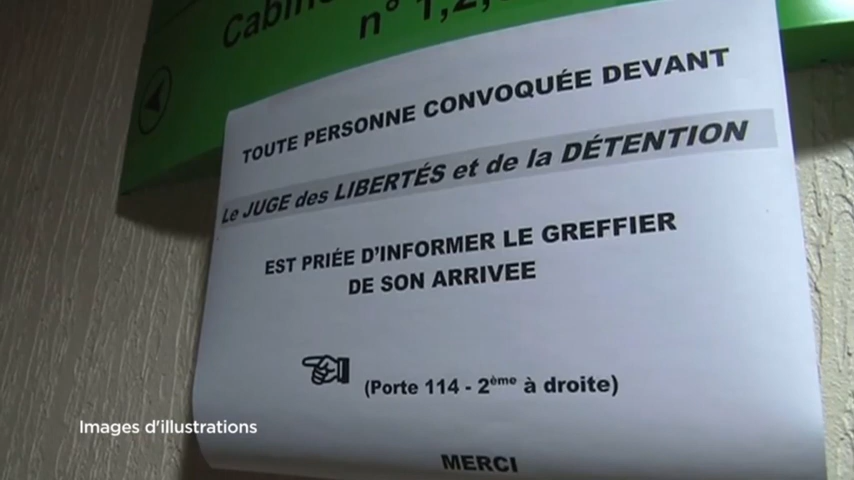 n° 1,2,
TOUTE PERSONNE CONVOQUÉE DEVANT
Le JUGE des LIBERTÉS et de la DÉTENTION
EST PRIÉE D'INFORMER LE GREFFIER
DE SON ARRIVEE
(Porte 114 - 2ème à droite)
Images d'illustrations
MERCI